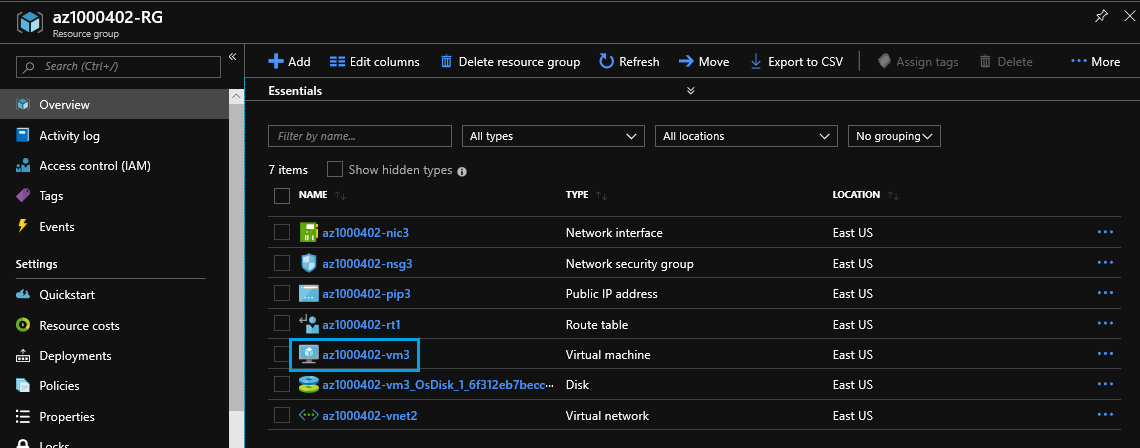 az1000402-RG
Resource group
Search (Ctrl+/)
«
Overview
Activity log
Access control (IAM)
Tags
Events
Settings
Quickstart
Resource costs
Deployments
Policies
Properties
Locks
Add
Edit columns
Delete resource group
Refresh
Move
Export to CSV
Assign tags
Delete
··· More
Essentials
Filter by name...
All types
All locations
No grouping
7 items
Show hidden types
NAME TYPE LOCATION
az1000402-nic3 Network interface East US ···
az1000402-nsg3 Network security group East US ···
az1000402-pip3 Public IP address East US ···
az1000402-rt1 Route table East US ···
az1000402-vm3 Virtual machine East US ···
az1000402-vm3_OsDisk_1_6f312eb7becc··· Disk East US ···
az1000402-vnet2 Virtual network East US ···